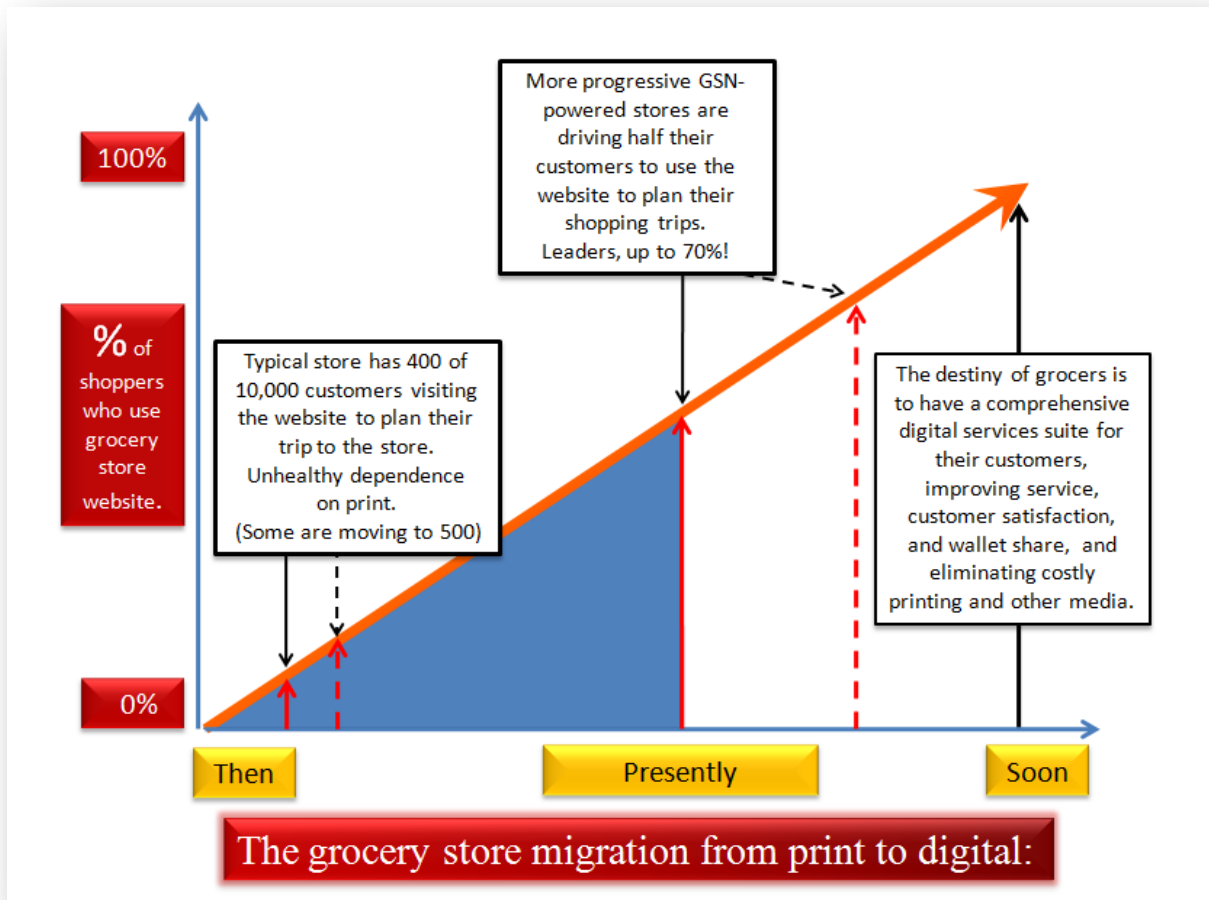 More progressive GSN-
powered stores are
driving half their
customers to use the
website to plan their
shopping trips.
Leaders, up to 70%!
100%
% of
shoppers
who use
grocery
store
website.
Typical store has 400 of
10,000 customers visiting
the website to plan their
trip to the store.
Unhealthy dependence
on print.
(Some are moving to 500)
The destiny of grocers is
to have a comprehensive
digital services suite for
their customers,
improving service,
customer satisfaction,
and wallet share, and
eliminating costly
printing and other media.
0%
Then
Presently
Soon
The grocery store migration from print to digital: